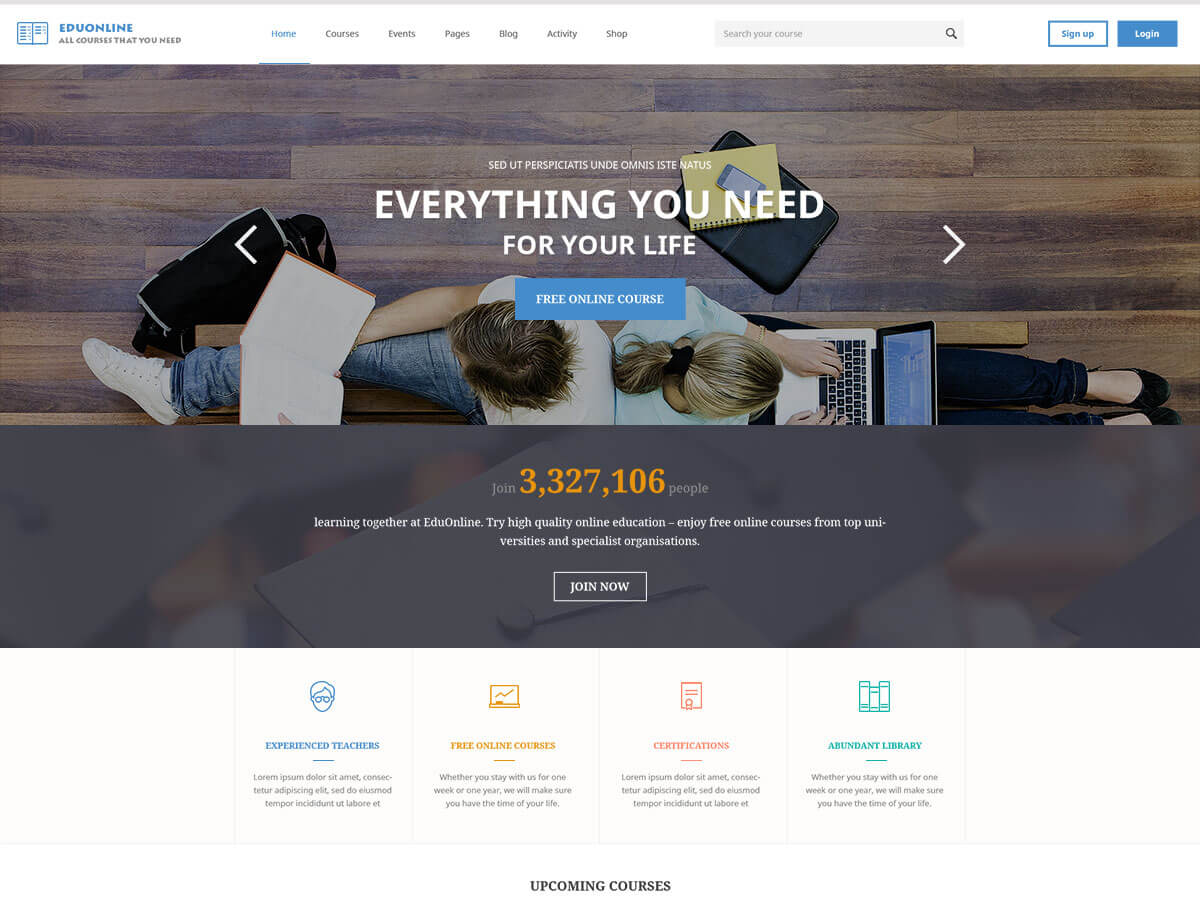 EDUONLINE
ALL COURSES THAT YOU NEED
Home Courses Events Pages Blog Activity Shop
Search your course
Sign up Login
SED UT PERSPICIATIS UNDE OMNIS ISTE NATUS
EVERYTHING YOU NEED
FOR YOUR LIFE
FREE ONLINE COURSE
Join 3,327,106 people
learning together at EduOnline. Try high quality online education – enjoy free online courses from top uni-
versities and specialist organisations.
JOIN NOW
EXPERIENCED TEACHERS
Lorem ipsum dolor sit amet, consec-
tetur adipiscing elit, sed do eiusmod
tempor incididunt ut labore et
FREE ONLINE COURSES
Whether you stay with us for one
week or one year, we will make sure
you have the time of your life.
CERTIFICATIONS
Lorem ipsum dolor sit amet, consec-
tetur adipiscing elit, sed do eiusmod
tempor incididunt ut labore et
ABUNDANT LIBRARY
Whether you stay with us for one
week or one year, we will make sure
you have the time of your life.
UPCOMING COURSES